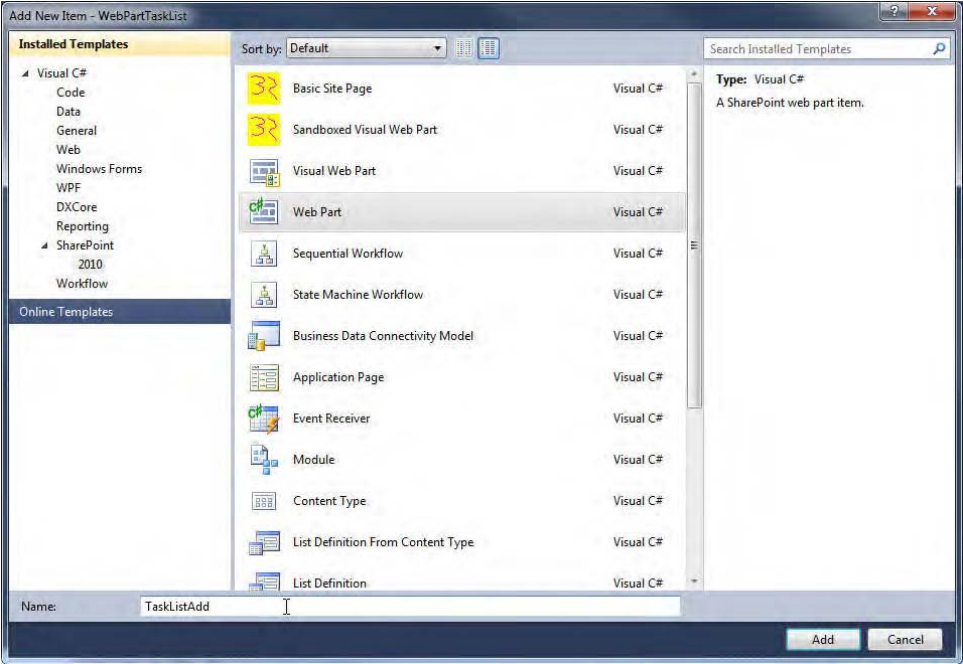 Add New Item - WebPartTaskList
?
X
Installed Templates
Visual C#
Code
Data
General
Web
Windows Forms
WPF
DXCore
Reporting
SharePoint
2010
Workflow
Online Templates
Sort by: Default
Search Installed Templates
Basic Site Page Visual C#
Sandboxed Visual Web Part Visual C#
Visual Web Part Visual C#
C# Web Part Visual C#
Sequential Workflow Visual C#
State Machine Workflow Visual C#
Business Data Connectivity Model Visual C#
Application Page Visual C#
C# Event Receiver Visual C#
Module Visual C#
Content Type Visual C#
List Definition From Content Type Visual C#
List Definition Visual C#
Type: Visual C#
A SharePoint web part item.
Name: TaskListAdd
Add Cancel